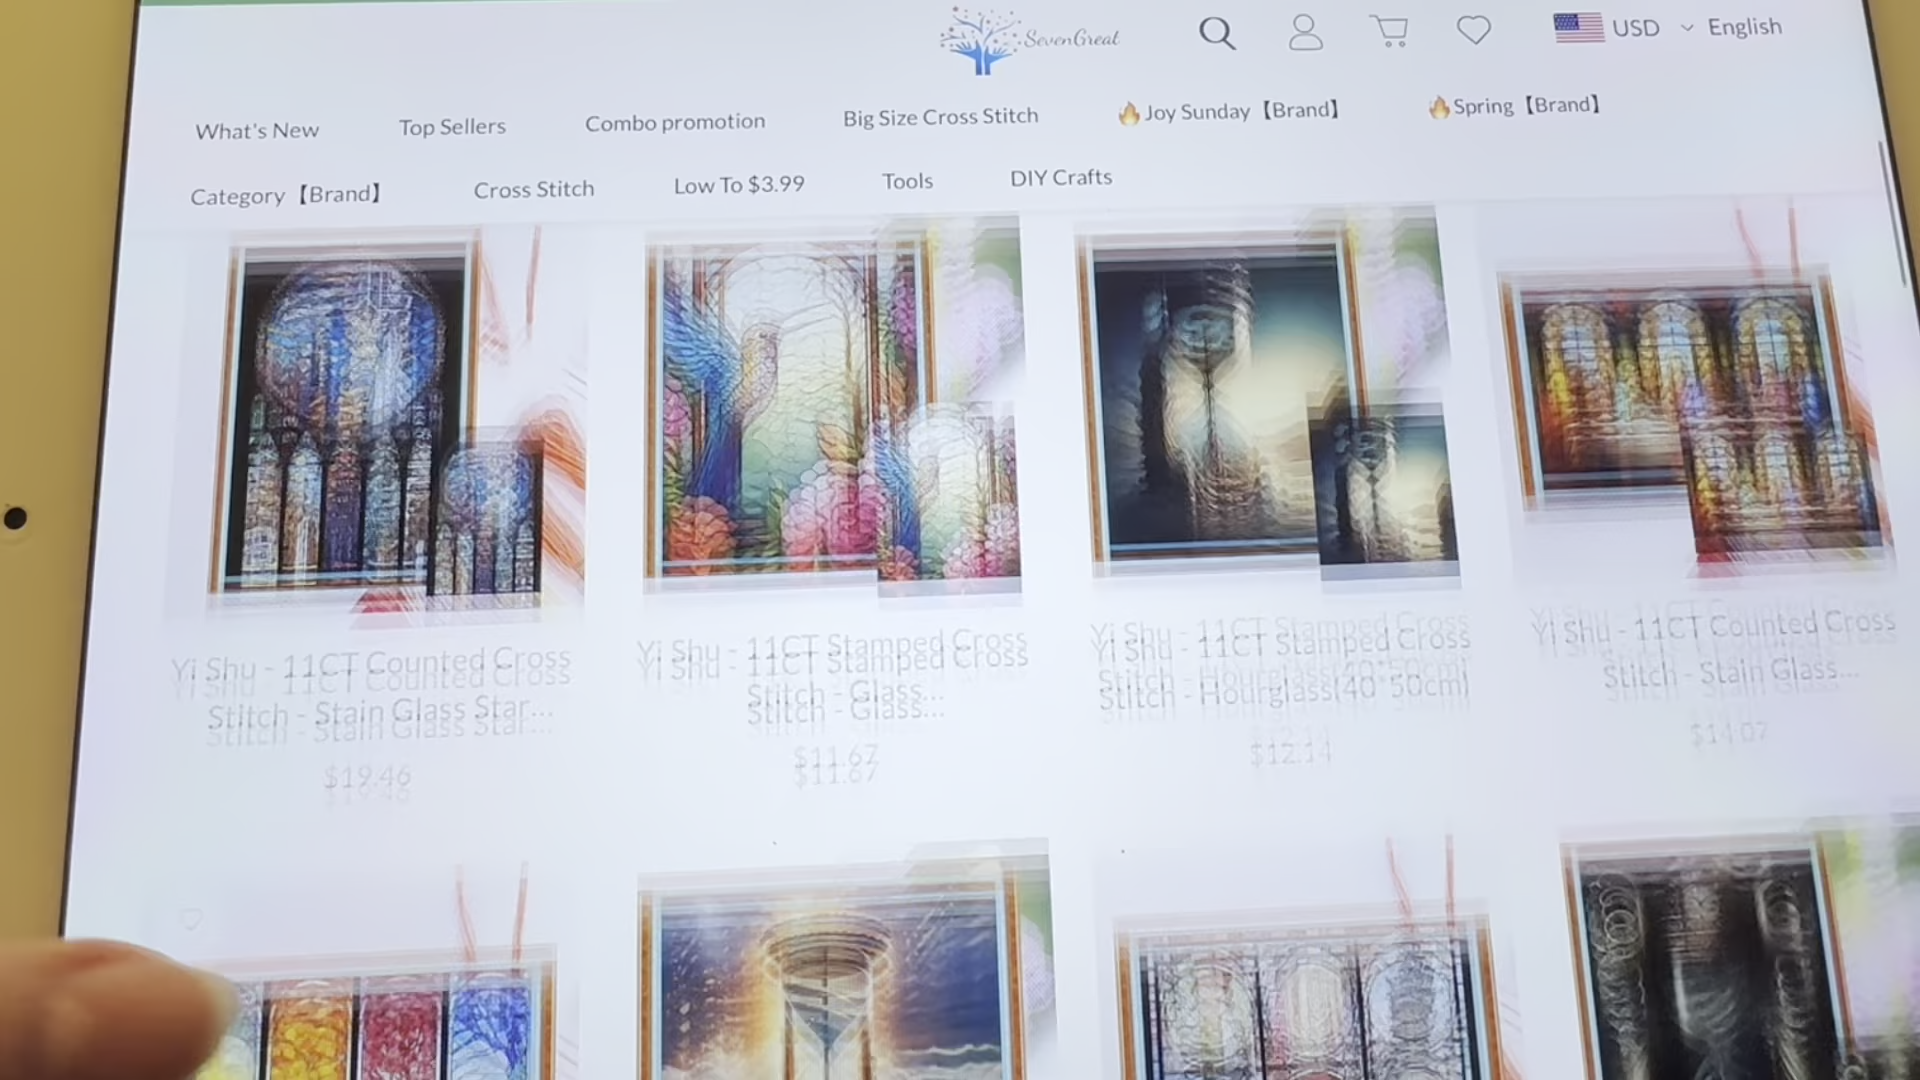 SevenGreat
USD English
What's New Top Sellers Combo promotion Big Size Cross Stitch 🔥Joy Sunday【Brand】 🔥Spring【Brand】
Category【Brand】 Cross Stitch Low To $3.99 Tools DIY Crafts
Yi Shu - 11CT Counted Cross
Stitch - Stain Glass Star...
$19.46
Yi Shu - 11CT Stamped Cross
Stitch - Glass...
$11.67
Yi Shu - 11CT Stamped Cross
Stitch - Hourglass(40*50cm)
$12.14
Yi Shu - 11CT Counted Cross
Stitch - Stain Glass...
$14.07